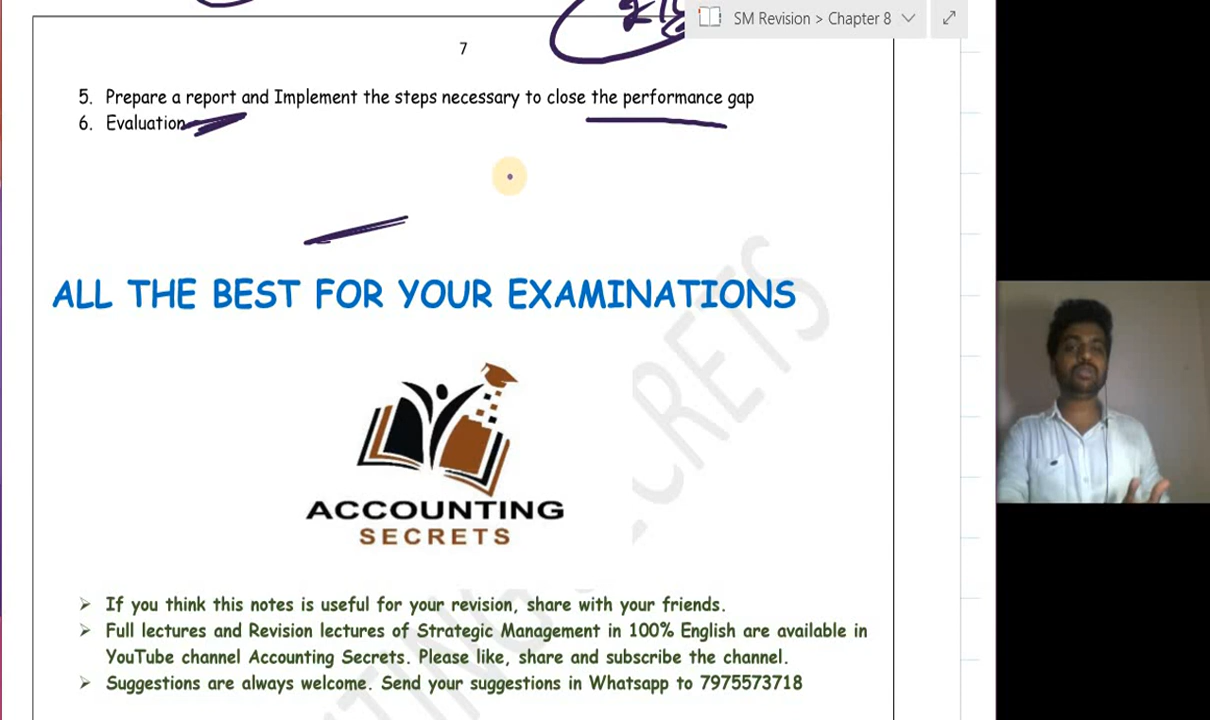 SM Revision > Chapter 8
7
5. Prepare a report and Implement the steps necessary to close the performance gap
6. Evaluation
ALL THE BEST FOR YOUR EXAMINATIONS
ACCOUNTING
SECRETS
➢ If you think this notes is useful for your revision, share with your friends.
➢ Full lectures and Revision lectures of Strategic Management in 100% English are available in
YouTube channel Accounting Secrets. Please like, share and subscribe the channel.
➢ Suggestions are always welcome. Send your suggestions in Whatsapp to 7975573718